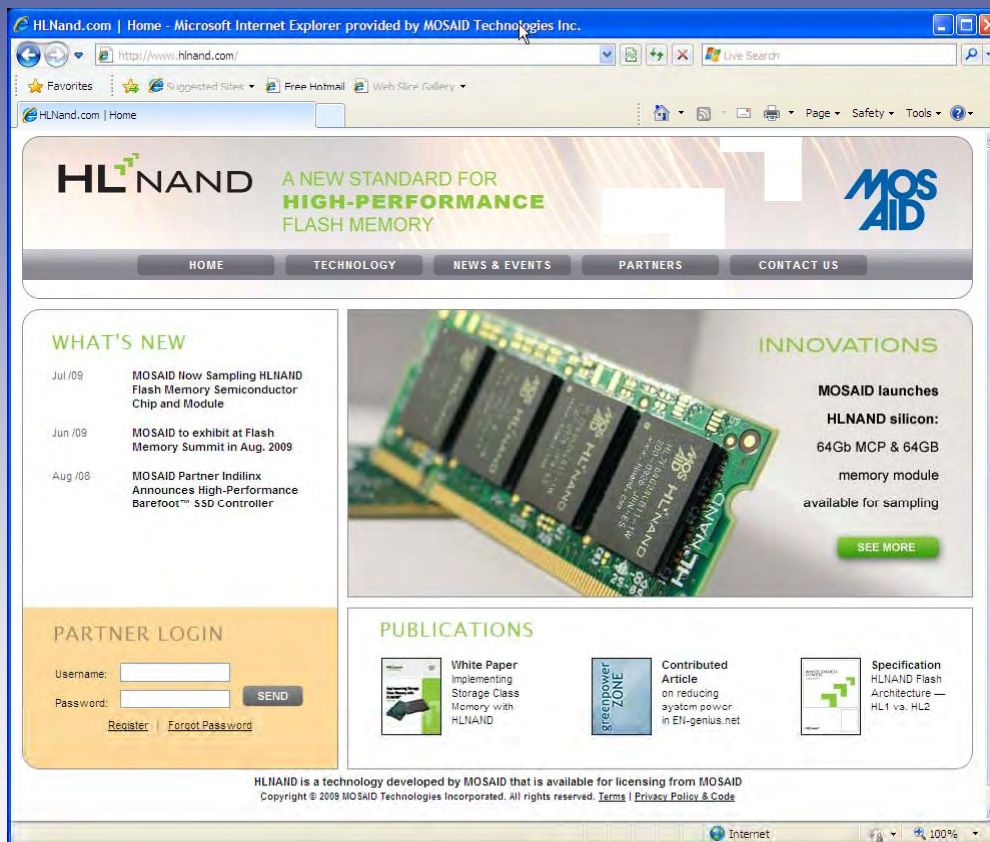 HLNand.com | Home - Microsoft Internet Explorer provided by MOSAID Technologies Inc.
http://www.hlnand.com/
Live Search
Favorites
Suggested Sites
Free Hotmail
Web Slice Gallery
HLNand.com | Home
Page
Safety
Tools
HLNAND
A NEW STANDARD FOR
HIGH-PERFORMANCE
FLASH MEMORY
MOS
AID
HOME
TECHNOLOGY
NEWS & EVENTS
PARTNERS
CONTACT US
WHAT'S NEW
Jul /09
MOSAID Now Sampling HLNAND
Flash Memory Semiconductor
Chip and Module
Jun /09
MOSAID to exhibit at Flash
Memory Summit in Aug. 2009
Aug /08
MOSAID Partner Indilinx
Announces High-Performance
Barefoot™ SSD Controller
INNOVATIONS
MOSAID launches
HLNAND silicon:
64Gb MCP & 64GB
memory module
available for sampling
SEE MORE
MOS
AID
HLNAND
www.hlnand.com
HLNAND
PARTNER LOGIN
Username:
Password:
SEND
Register | Forgot Password
PUBLICATIONS
White Paper
Implementing
Storage Class
Memory with
HLNAND
greenpower
ZONE
Contributed
Article
on reducing
system power
in EN-genius.net
Specification
HLNAND Flash
Architecture —
HL1 vs. HL2
HLNAND is a technology developed by MOSAID that is available for licensing from MOSAID
Copyright © 2009 MOSAID Technologies Incorporated. All rights reserved. Terms | Privacy Policy & Code
Internet
100%